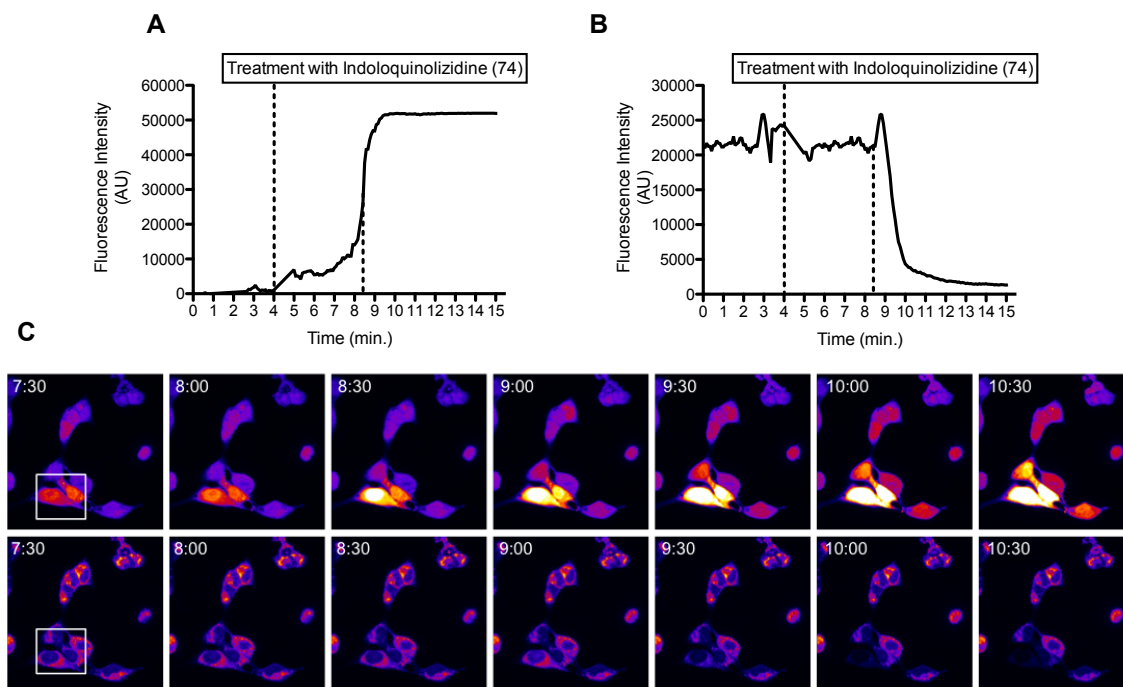 A
Treatment with Indoloquinolizidine (74)
60000
50000
40000
30000
20000
10000
0
Fluorescence Intensity
(AU)
0 1 2 3 4 5 6 7 8 9 10 11 12 13 14 15
Time (min.)
B
Treatment with Indoloquinolizidine (74)
30000
25000
20000
15000
10000
5000
0
Fluorescence Intensity
(AU)
0 1 2 3 4 5 6 7 8 9 10 11 12 13 14 15
Time (min.)
C
7:30 8:00 8:30 9:00 9:30 10:00 10:30
7:30 8:00 8:30 9:00 9:30 10:00 10:30